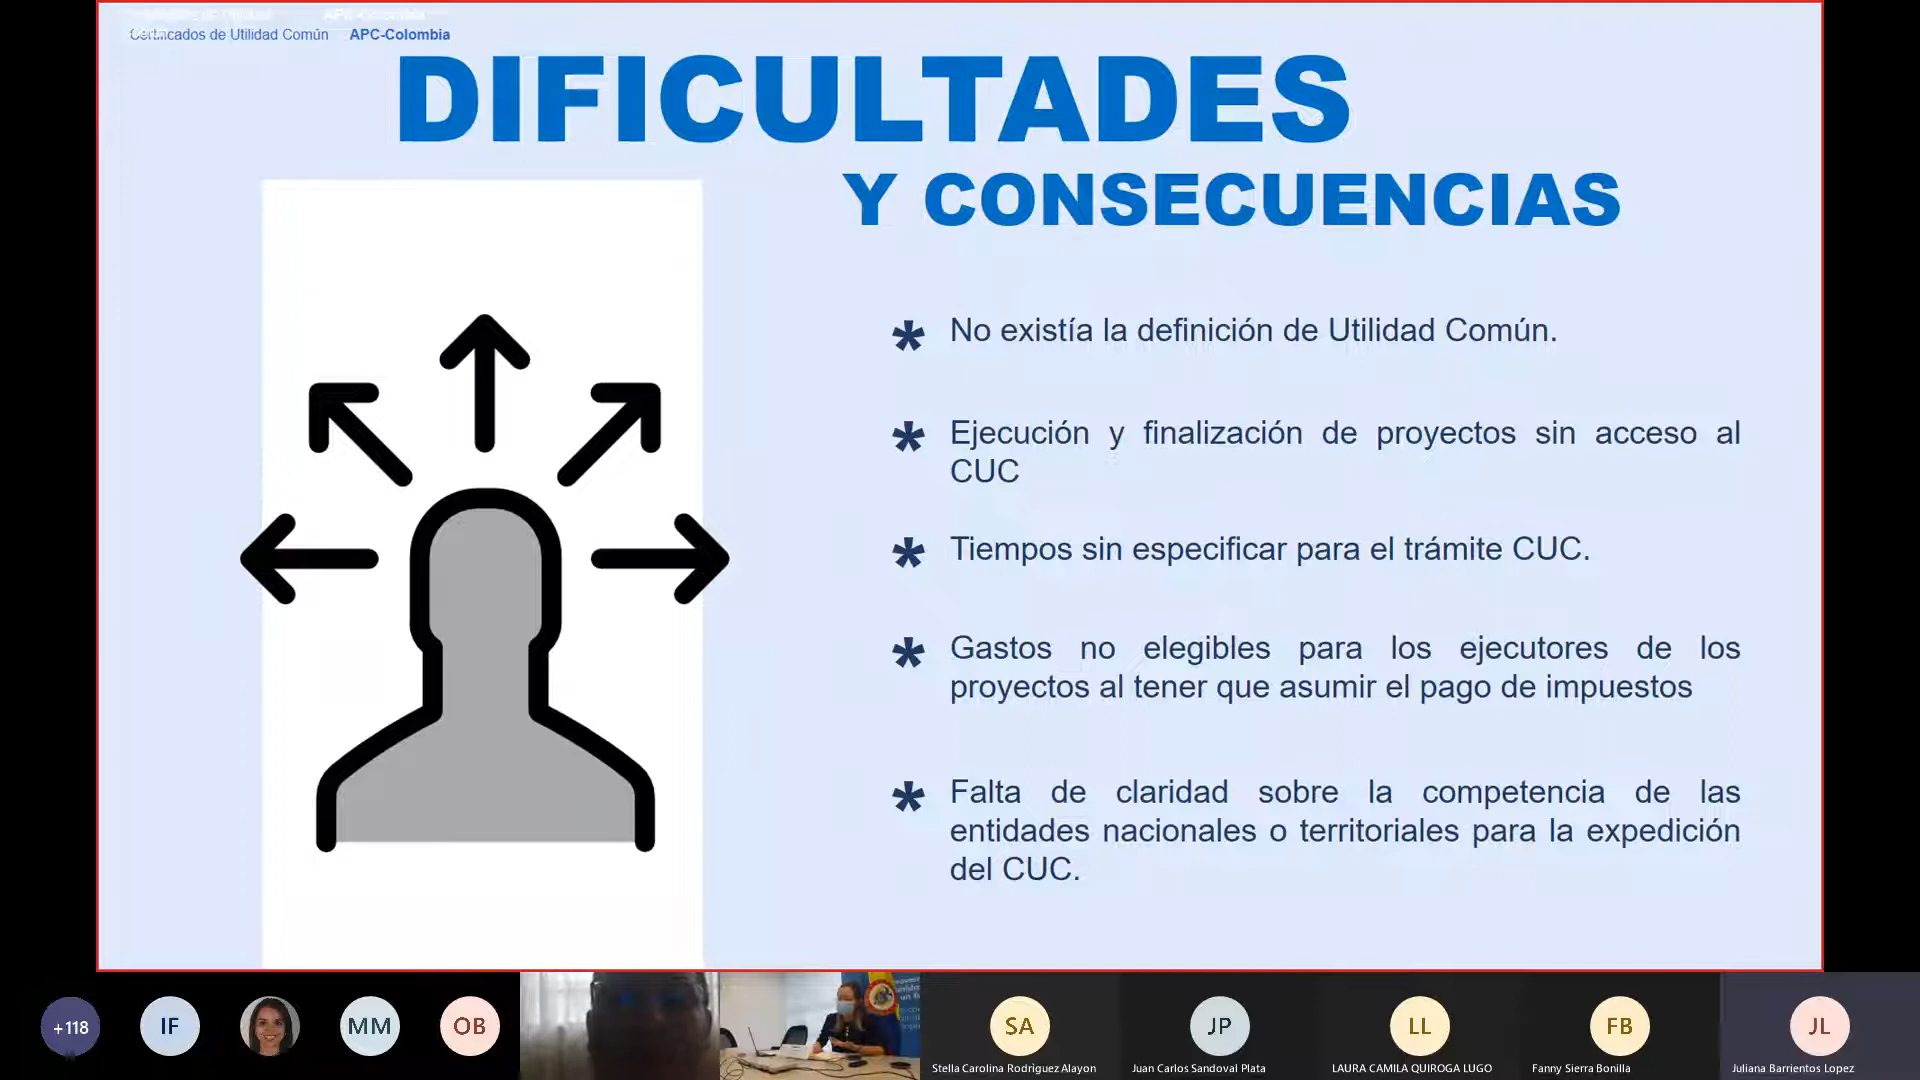 Certificados de Utilidad Común APC-Colombia
DIFICULTADES
Y CONSECUENCIAS
* No existía la definición de Utilidad Común.
* Ejecución y finalización de proyectos sin acceso al
CUC
* Tiempos sin especificar para el trámite CUC.
* Gastos no elegibles para los ejecutores de los
proyectos al tener que asumir el pago de impuestos
* Falta de claridad sobre la competencia de las
entidades nacionales o territoriales para la expedición
del CUC.
+118
IF
MM
OB
SA
Stella Carolina Rodriguez Alayon
JP
Juan Carlos Sandoval Plata
LL
LAURA CAMILA QUIROGA LUGO
FB
Fanny Sierra Bonilla
JL
Juliana Barrientos Lopez